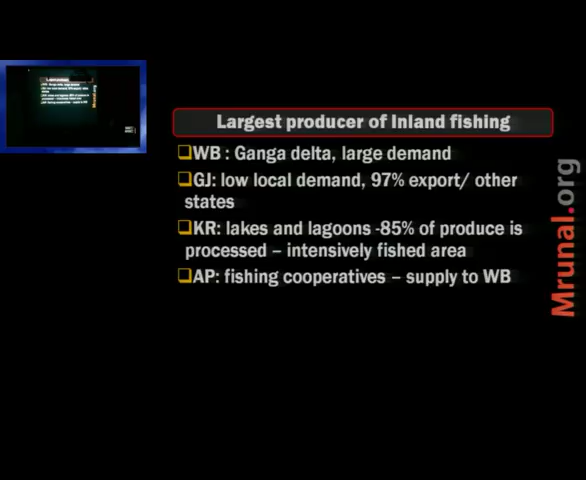 Largest producer of Inland fishing
❑WB : Ganga delta, large demand
❑GJ: low local demand, 97% export/ other
states
❑KR: lakes and lagoons -85% of produce is
processed – intensively fished area
❑AP: fishing cooperatives – supply to WB
Mrunal.org